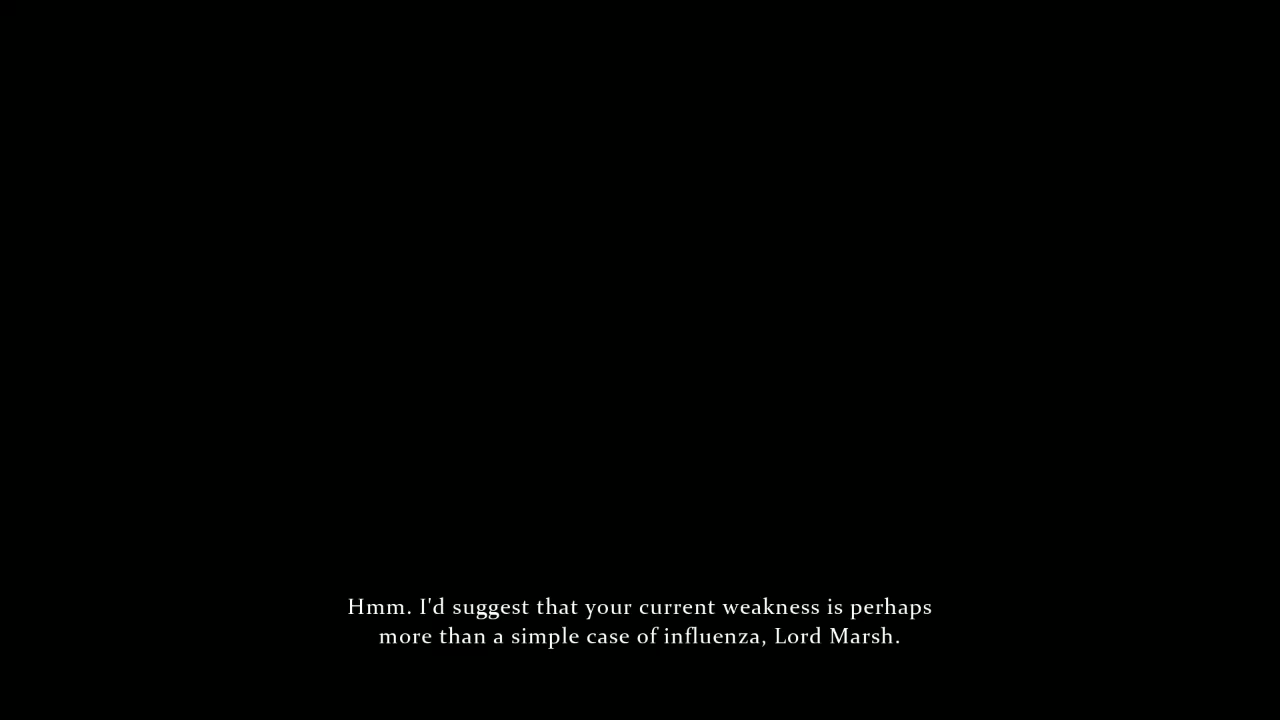 Hmm. I'd suggest that your current weakness is perhaps
more than a simple case of influenza, Lord Marsh.